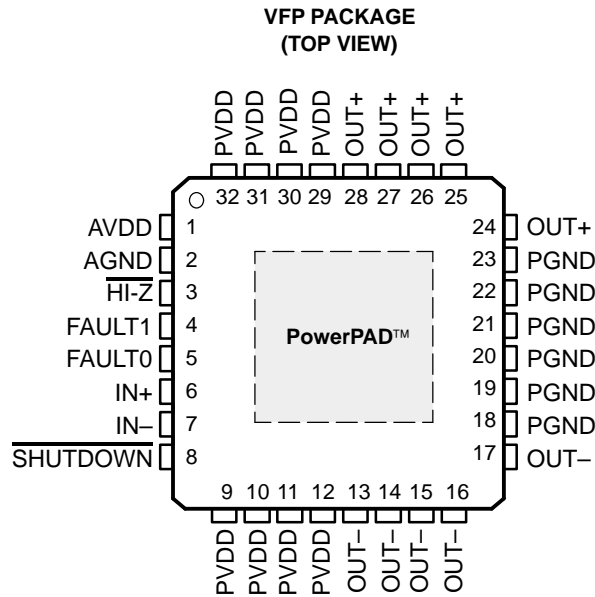 VFP PACKAGE
(TOP VIEW)
PVDD
PVDD
PVDD
PVDD
OUT+
OUT+
OUT+
OUT+
32 31 30 29 28 27 26 25
AVDD 1
AGND 2
HI-Z 3
FAULT1 4
FAULT0 5
IN+ 6
IN– 7
SHUTDOWN 8
PowerPAD™
24 OUT+
23 PGND
22 PGND
21 PGND
20 PGND
19 PGND
18 PGND
17 OUT–
9 10 11 12 13 14 15 16
PVDD
PVDD
PVDD
PVDD
OUT–
OUT–
OUT–
OUT–